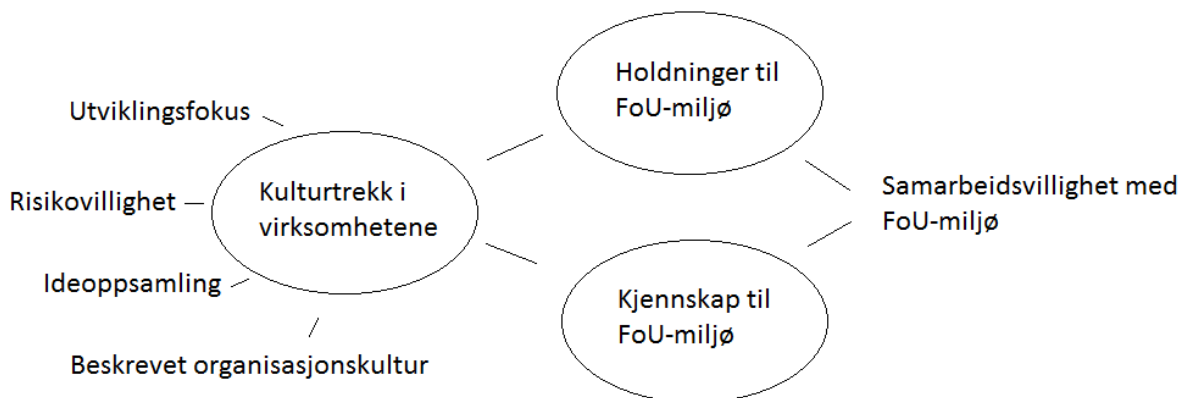 Holdninger til
FoU-miljø
Utviklingsfokus
Kulturtrekk i
virksomhetene
Risikovillighet
Samarbeidsvillighet med
FoU-miljø
Ideoppsamling
Kjennskap til
FoU-miljø
Beskrevet organisasjonskultur